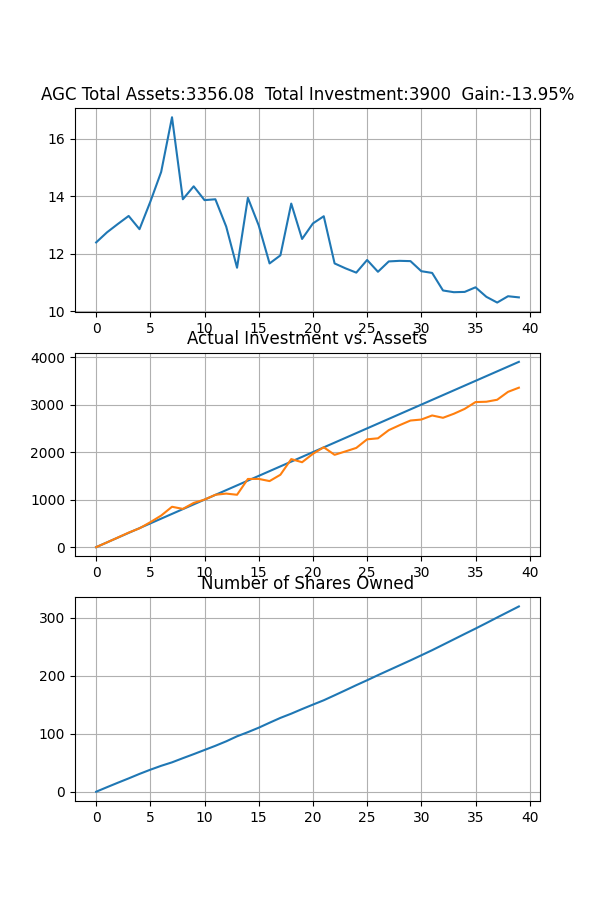 AGC Total Assets:3356.08  Total Investment:3900  Gain:-13.95%
16
14
12
10
0 5 10 15 20 25 30 35 40
Actual Investment vs. Assets
4000
3000
2000
1000
0
0 5 10 15 20 25 30 35 40
Number of Shares Owned
300
200
100
0
0 5 10 15 20 25 30 35 40